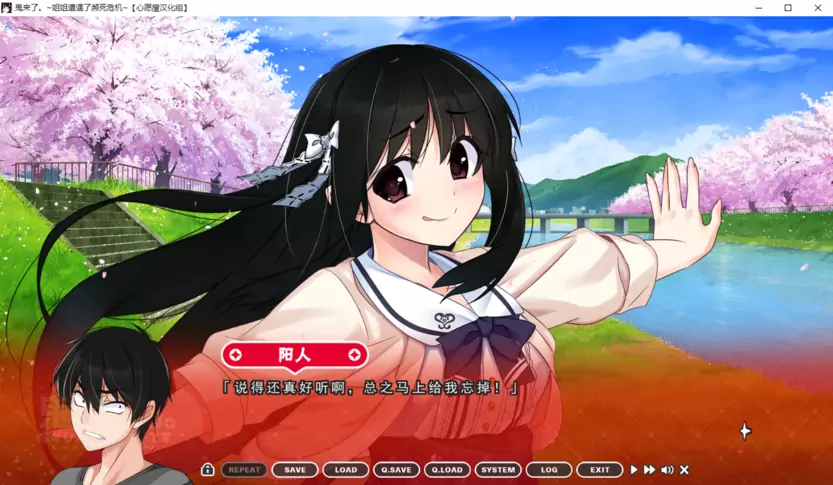 鬼来了。~姐姐遭逢了濒死危机~【心愿屋汉化组】
阳人
「说得还真好听啊，总之马上给我忘掉！」
REPEAT SAVE LOAD Q.SAVE Q.LOAD SYSTEM LOG EXIT